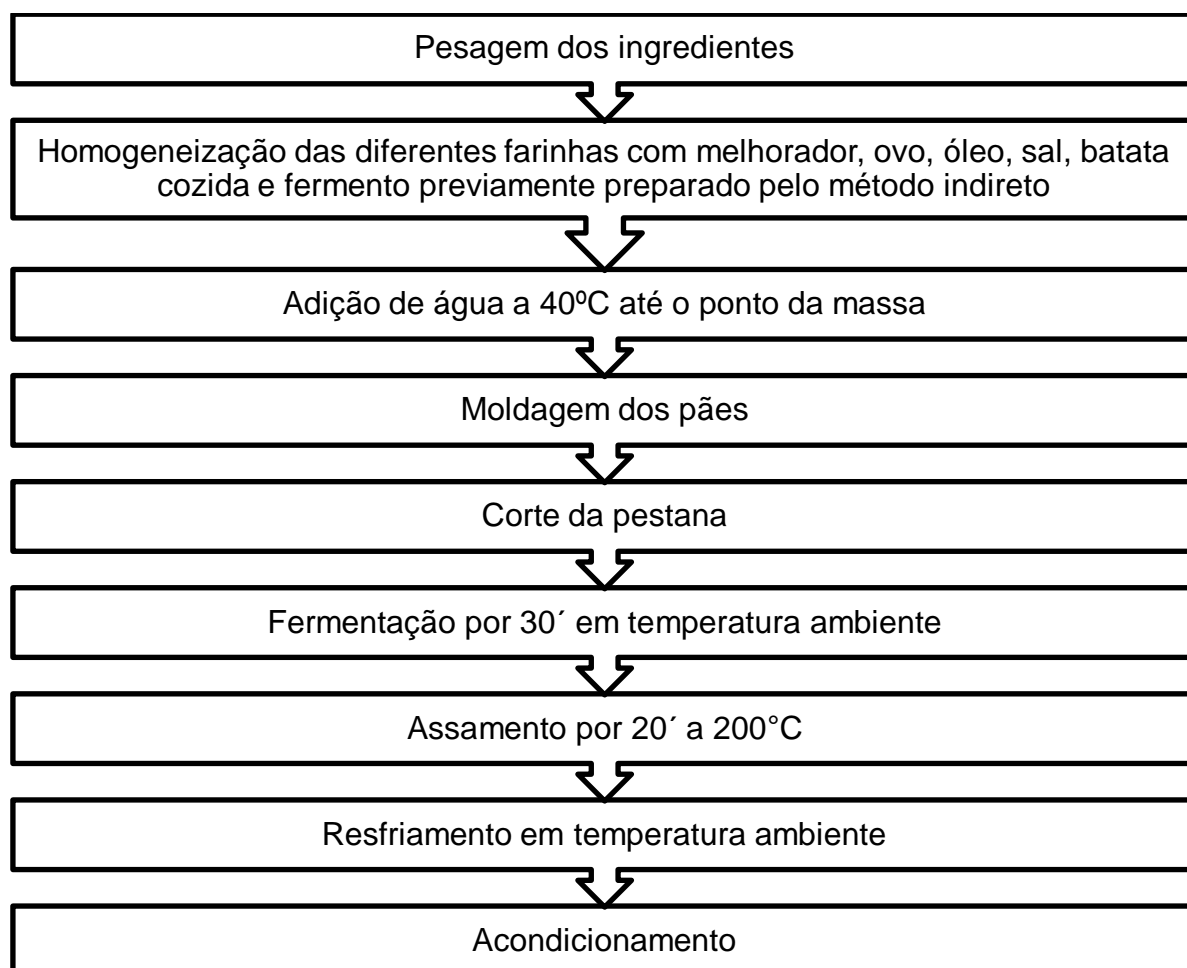 Pesagem dos ingredientes
Homogeneização das diferentes farinhas com melhorador, ovo, óleo, sal, batata
cozida e fermento previamente preparado pelo método indireto
Adição de água a 40ºC até o ponto da massa
Moldagem dos pães
Corte da pestana
Fermentação por 30´ em temperatura ambiente
Assamento por 20´ a 200°C
Resfriamento em temperatura ambiente
Acondicionamento